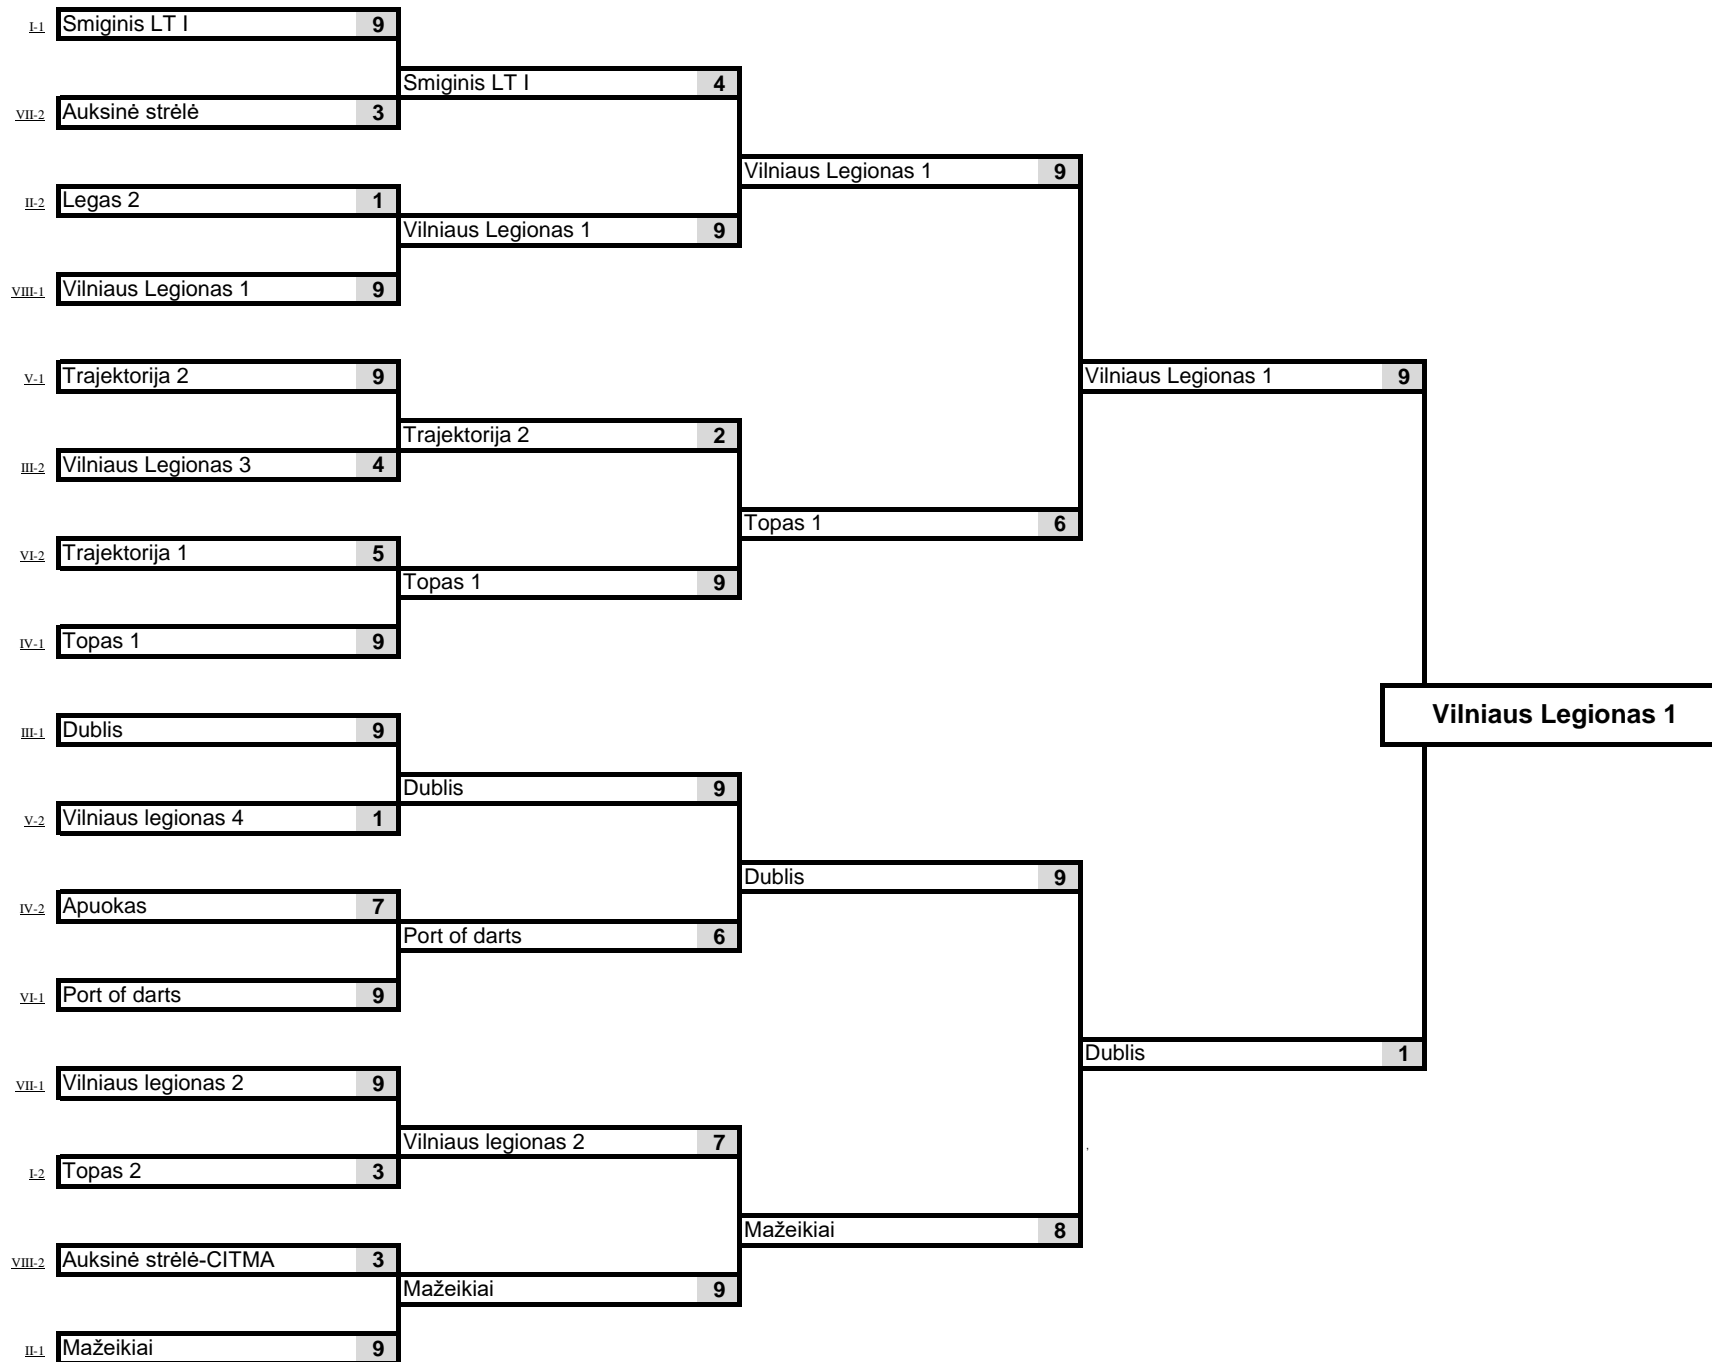 I-1 Smiginis LT I 9
Smiginis LT I 4
VII-2 Auksinė strėlė 3
Vilniaus Legionas 1 9
II-2 Legas 2 1
Vilniaus Legionas 1 9
VIII-1 Vilniaus Legionas 1 9
V-1 Trajektorija 2 9
Vilniaus Legionas 1 9
Trajektorija 2 2
III-2 Vilniaus Legionas 3 4
Topas 1 6
VI-2 Trajektorija 1 5
Topas 1 9
IV-1 Topas 1 9
Vilniaus Legionas 1
III-1 Dublis 9
Dublis 9
V-2 Vilniaus legionas 4 1
Dublis 9
IV-2 Apuokas 7
Port of darts 6
VI-1 Port of darts 9
Dublis 1
VII-1 Vilniaus legionas 2 9
Vilniaus legionas 2 7
I-2 Topas 2 3
Mažeikiai 8
VIII-2 Auksinė strėlė-CITMA 3
Mažeikiai 9
II-1 Mažeikiai 9